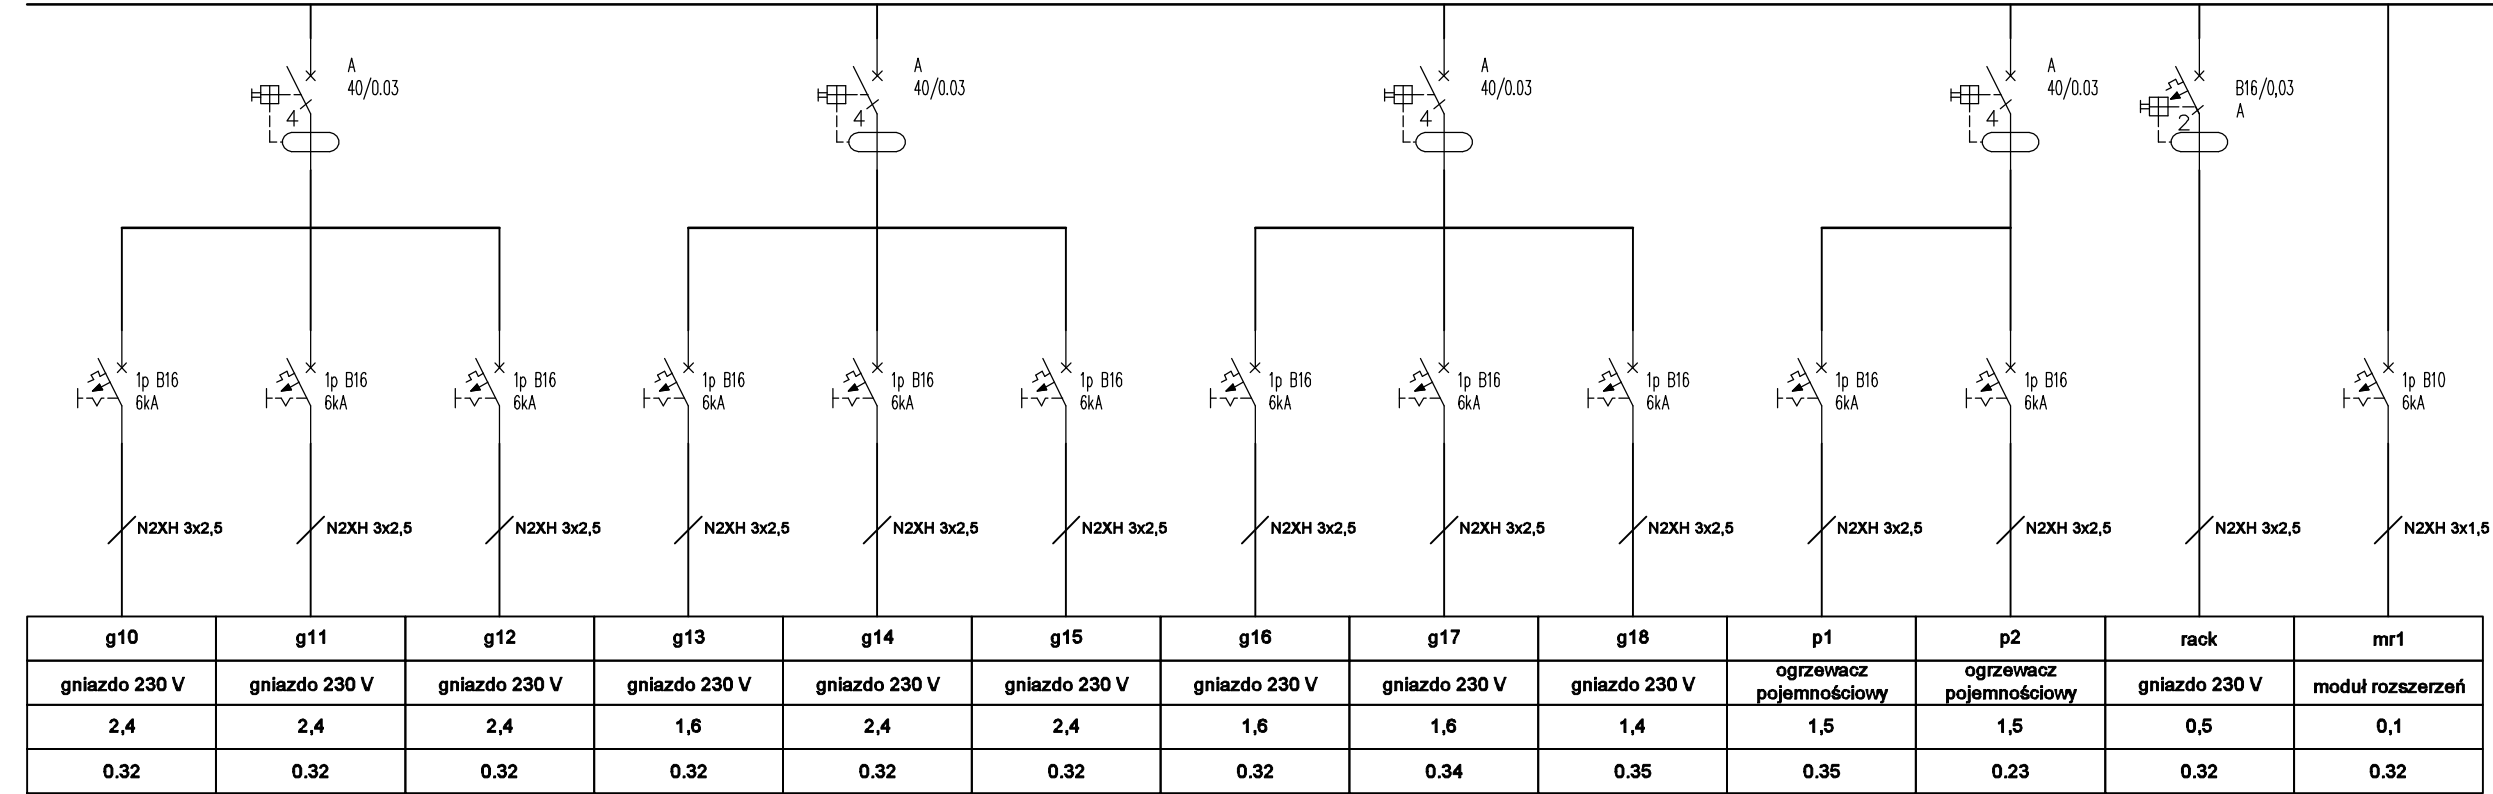 A
40/0.03
4
A
40/0.03
4
A
40/0.03
4
A
40/0.03
4
B16/0,03
A
2
1p B16
6kA
1p B16
6kA
1p B16
6kA
1p B16
6kA
1p B16
6kA
1p B16
6kA
1p B16
6kA
1p B16
6kA
1p B16
6kA
1p B16
6kA
1p B16
6kA
1p B10
6kA
N2XH 3x2,5
N2XH 3x2,5
N2XH 3x2,5
N2XH 3x2,5
N2XH 3x2,5
N2XH 3x2,5
N2XH 3x2,5
N2XH 3x2,5
N2XH 3x2,5
N2XH 3x2,5
N2XH 3x2,5
N2XH 3x2,5
N2XH 3x1,5
g10 g11 g12 g13 g14 g15 g16 g17 g18 p1 p2 rack mr1
gniazdo 230 V gniazdo 230 V gniazdo 230 V gniazdo 230 V gniazdo 230 V gniazdo 230 V gniazdo 230 V gniazdo 230 V gniazdo 230 V
ogrzewacz
pojemnościowy
ogrzewacz
pojemnościowy
gniazdo 230 V
moduł rozszerzeń
2,4 2,4 2,4 1,6 2,4 2,4 1,6 1,6 1,4 1,5 1,5 0,5 0,1
0.32 0.32 0.32 0.32 0.32 0.32 0.32 0.34 0.35 0.35 0.23 0.32 0.32